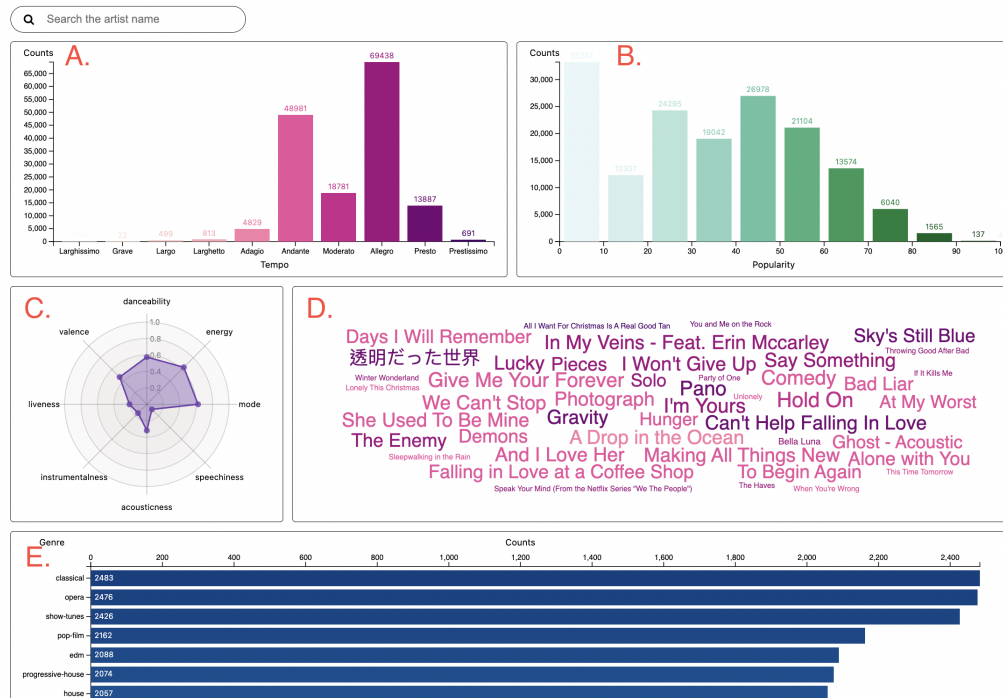 Search the artist name
A.
Counts
65,000
60,000
55,000
50,000
45,000
40,000
35,000
30,000
25,000
20,000
15,000
10,000
5,000
0
499
813
4829
48981
18781
69438
13887
691
Larghissimo Grave Largo Larghetto Adagio Andante Moderato Allegro Presto Prestissimo
Tempo
B.
Counts
30,000
25,000
20,000
15,000
10,000
5,000
0
24295
19042
26978
21104
13574
6040
1565
137
0 10 20 30 40 50 60 70 80 90
Popularity
C.
danceability
energy
mode
speechiness
acousticness
instrumentalness
liveness
valence
1.0
0.8
0.4
0.2
D.
All I Want For Christmas Is A Real Good Tan
You and Me on the Rock
Days I Will Remember
In My Veins - Feat. Erin Mccarley
Sky's Still Blue
透明だった世界
Lucky Pieces
I Won't Give Up
Say Something
Throwing Good After Bad
Winter Wonderland
Lonely This Christmas
Give Me Your Forever
Solo
Party of One
Pano
Unlonely
Comedy
Bad Liar
If It Kills Me
We Can't Stop
Photograph
I'm Yours
Hold On
At My Worst
She Used To Be Mine
Gravity
Hunger
Can't Help Falling In Love
The Enemy
Demons
A Drop in the Ocean
Bella Luna
Ghost - Acoustic
Sleepwalking in the Rain
And I Love Her
Making All Things New
Alone with You
Falling in Love at a Coffee Shop
To Begin Again
This Time Tomorrow
Speak Your Mind (From the Netflix Series "We The People")
The Haves
When You're Wrong
E.
Genre
Counts
0 200 400 600 800 1,000 1,200 1,400 1,600 1,800 2,000 2,200 2,400
classical 2483
opera 2476
show-tunes 2426
pop-film 2162
edm 2088
progressive-house 2074
house 2057